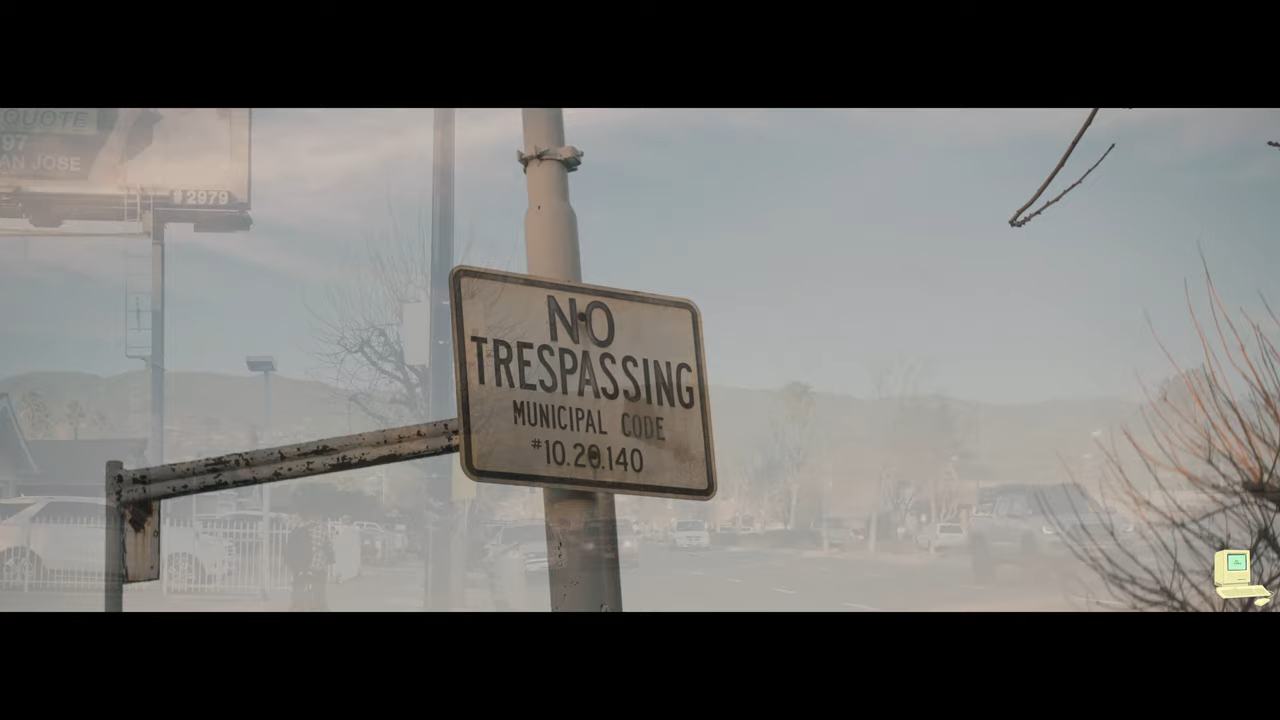 QUOTE
97
AN JOSE
2979
NO
TRESPASSING
MUNICIPAL CODE
#10.20.140